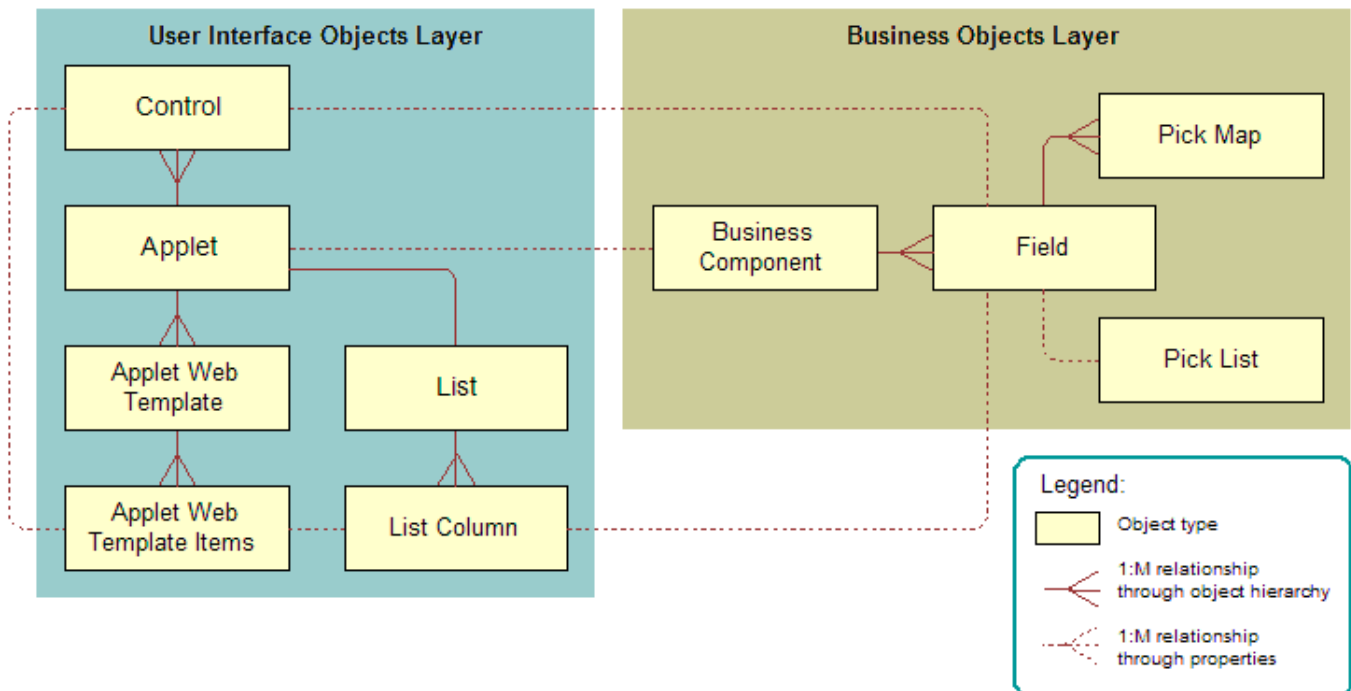 User Interface Objects Layer
Control
Applet
Applet Web
Template
List
Applet Web
Template Items
List Column
Business Objects Layer
Pick Map
Business
Component
Field
Pick List
Legend:
Object type
1:M relationship
through object hierarchy
1:M relationship
through properties